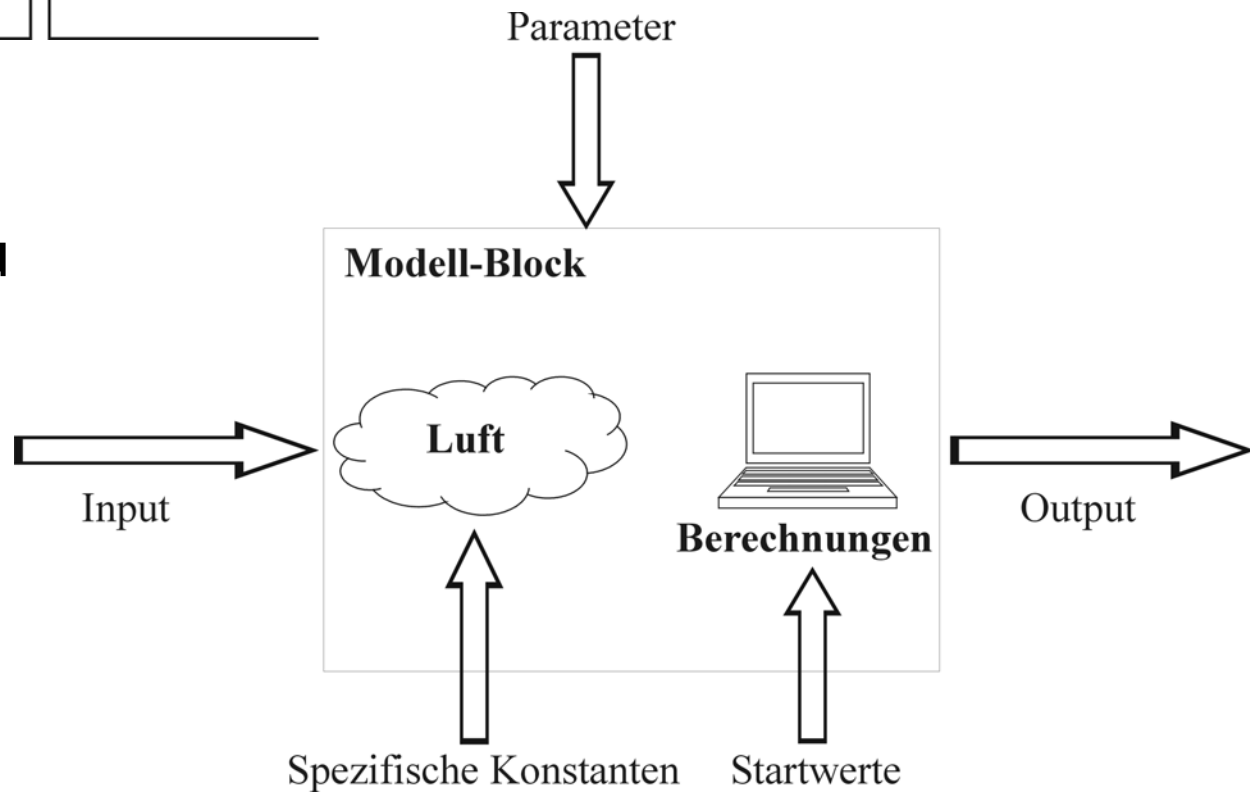 Parameter
Modell-Block
Luft
Input
Output
Berechnungen
Spezifische Konstanten
Startwerte